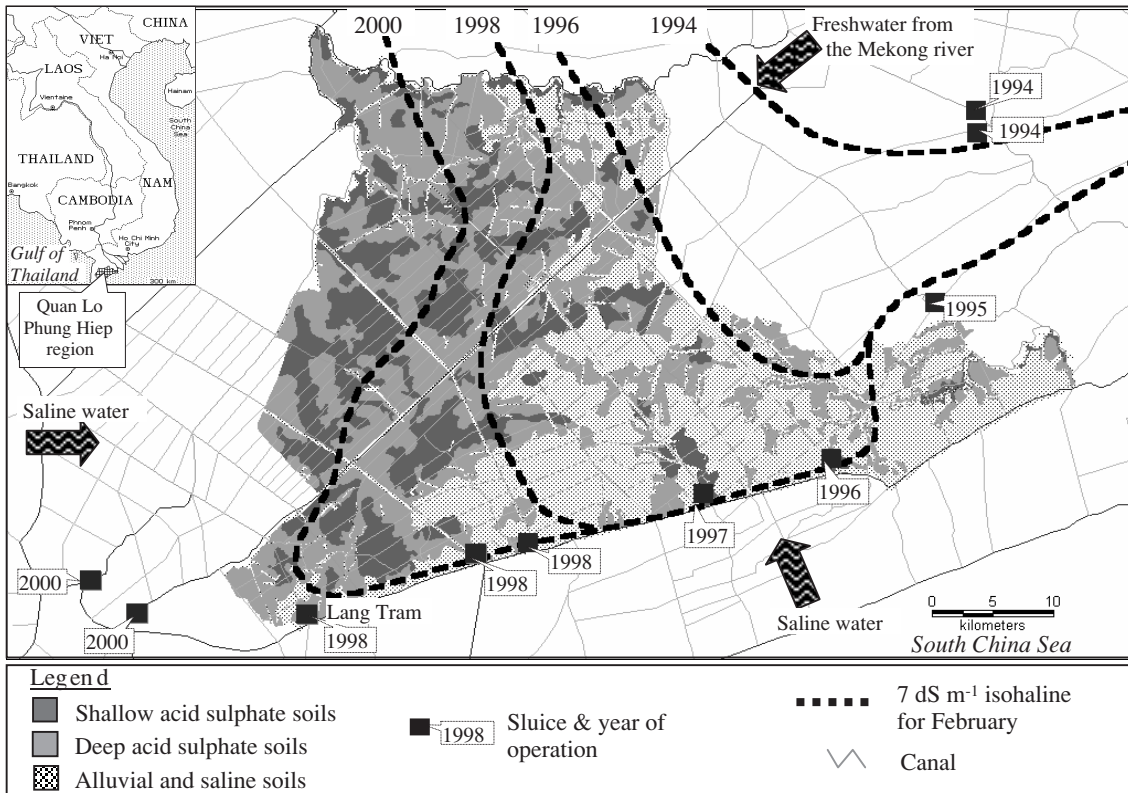 CHINA
VIET
Ha Noi
LAOS
Hainam
Vientaine
South
China
Sea
THAILAND
NAM
Bangkok
CAMBODIA
Phnom
Penh
Ho Chi Minh
City
Gulf of
Thailand
300 km
Quan Lo
Phung Hiep
region
2000
1998
1996
1994
Freshwater from
the Mekong river
1994
1994
1995
Saline water
1996
1997
1998
1998
2000
2000
Lang Tram
1998
Saline water
0 5 10
kilometers
South China Sea
Legend
Shallow acid sulphate soils
Deep acid sulphate soils
Alluvial and saline soils
1998
Sluice & year of
operation
7 dS m-1 isohaline
for February
Canal